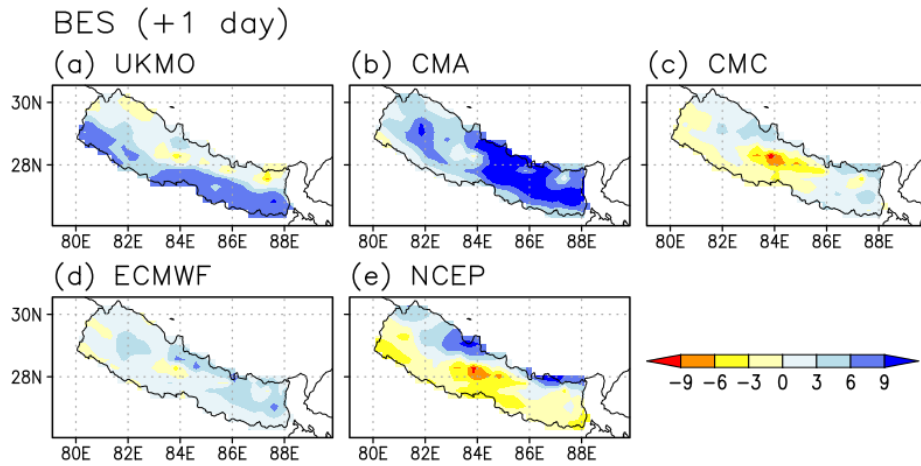 BES (+1 day)
(a) UKMO
(b) CMA
(c) CMC
30N
28N
80E 82E 84E 86E 88E
80E 82E 84E 86E 88E
80E 82E 84E 86E 88E
(d) ECMWF
(e) NCEP
30N
28N
80E 82E 84E 86E 88E
80E 82E 84E 86E 88E
−9 −6 −3 0 3 6 9